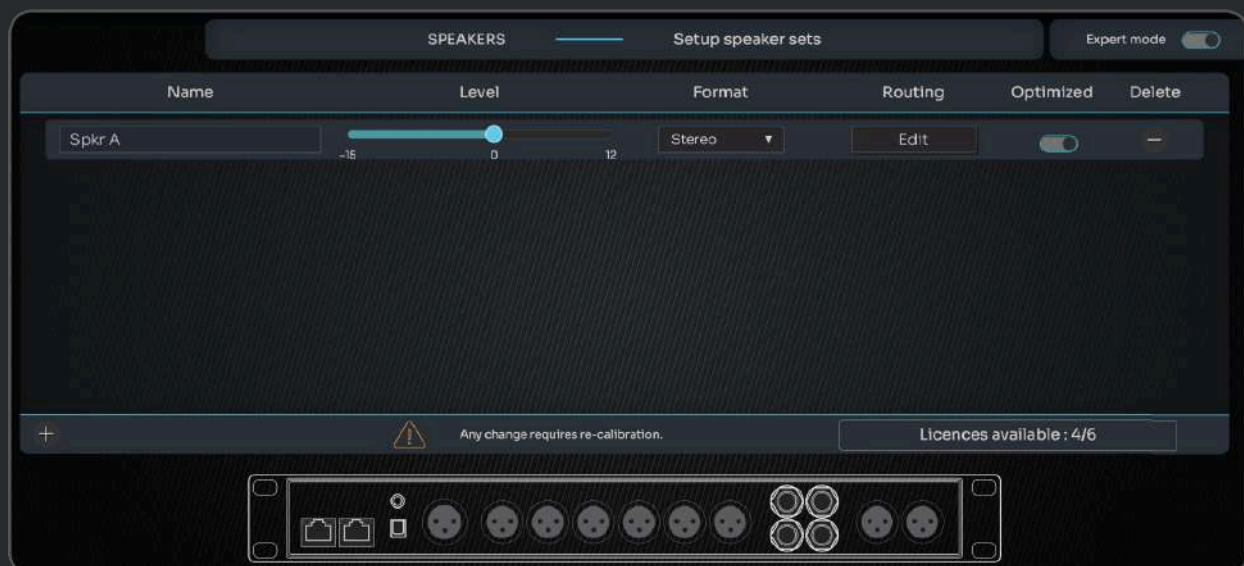 SPEAKERS Setup speaker sets Expert mode
Name Level Format Routing Optimized Delete
Spkr A Stereo ▼ Edit −
-15 0 12
+ Any change requires re-calibration. Licences available : 4/6